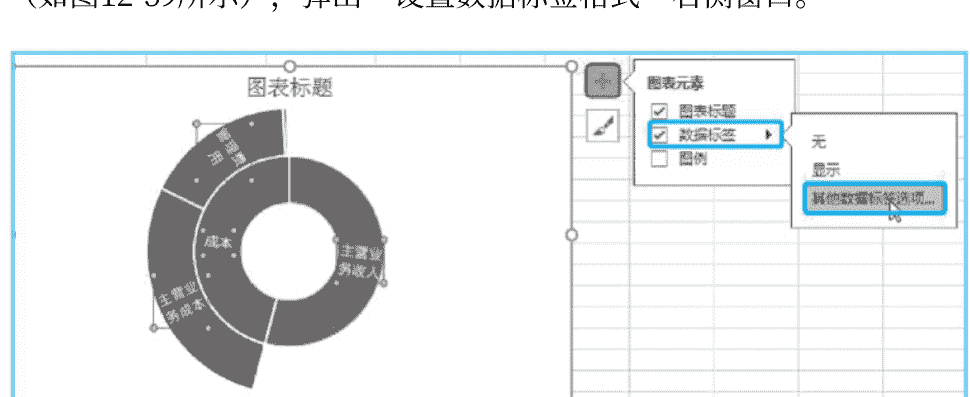 (如图12-39所示），弹出“设置数据标签格式”右侧窗口。
图表标题
图表元素
图表标题
数据标签
图例
无
显示
其他数据标签选项...
管理费
用
成本
主营业
务收入
主营业
务成本